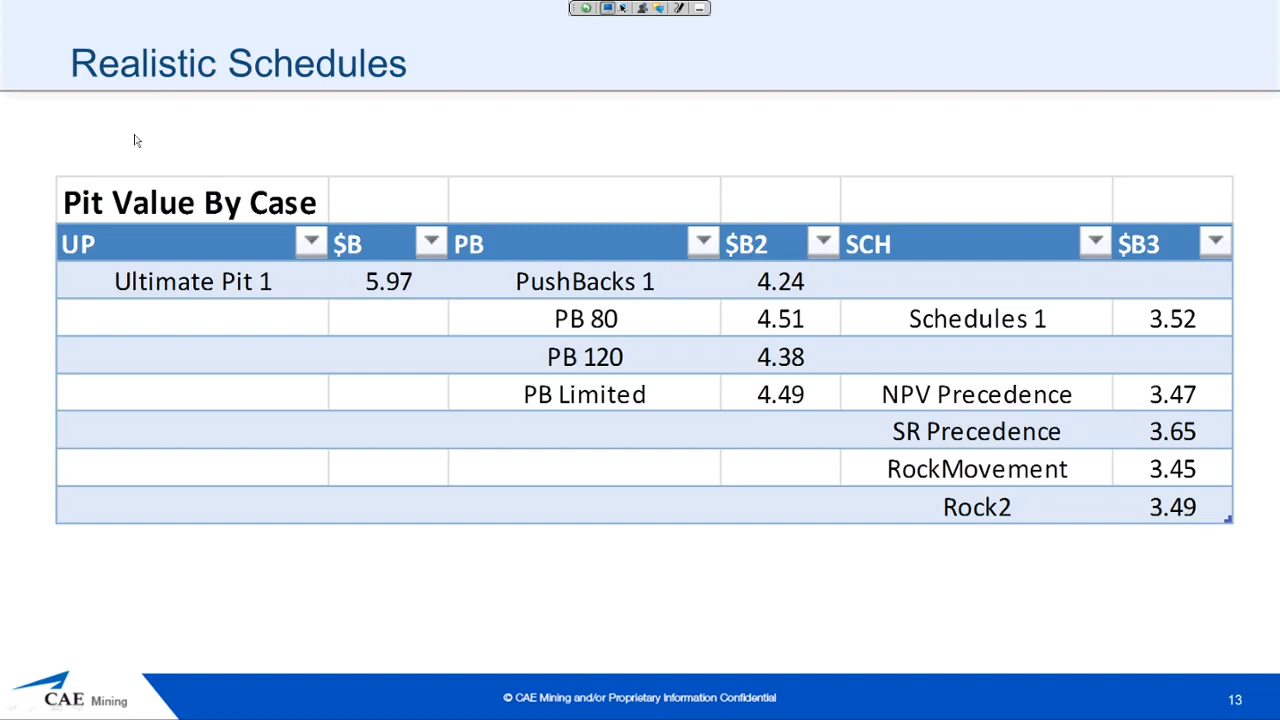 Realistic Schedules
Pit Value By Case
UP $B PB $B2 SCH $B3
Ultimate Pit 1 5.97 PushBacks 1 4.24
PB 80 4.51 Schedules 1 3.52
PB 120 4.38
PB Limited 4.49 NPV Precedence 3.47
SR Precedence 3.65
RockMovement 3.45
Rock2 3.49
CAE Mining
© CAE Mining and/or Proprietary Information Confidential
13